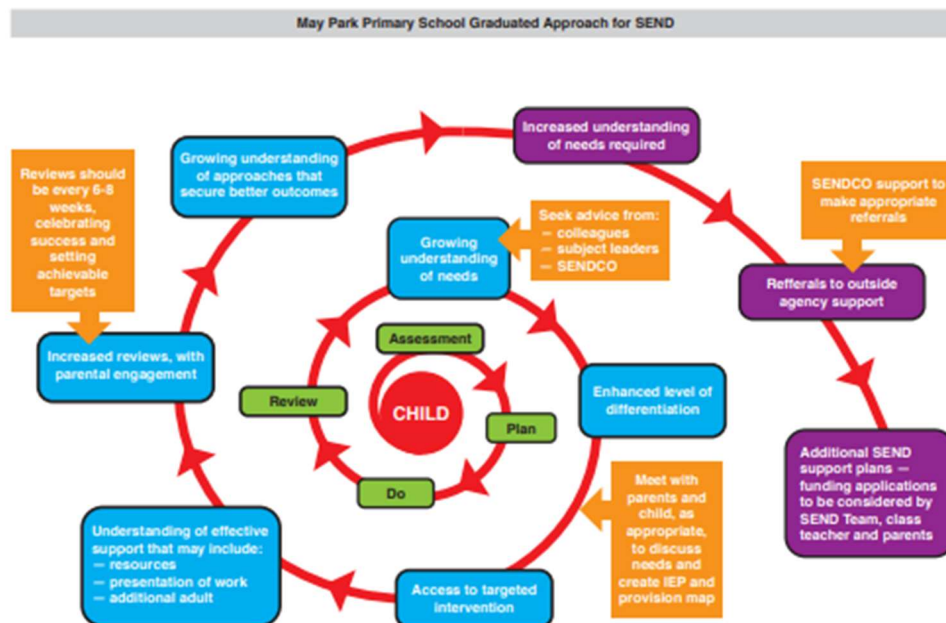 May Park Primary School Graduated Approach for SEND
Increased understanding
of needs required
Growing understanding
of approaches that
secure better outcomes
Reviews should
be every 6-8
weeks,
celebrating
success and
setting
achievable
targets
SENDCO support to
make appropriate
referrals
Seek advice from:
— colleagues
— subject leaders
— SENDCO
Growing
understanding
of needs
Refferals to outside
agency support
Increased reviews, with
parental engagement
Assessment
Review
CHILD
Plan
Do
Enhanced level of
differentiation
Additional SEND
support plans —
funding applications
to be considered by
SEND Team, class
teacher and parents
Meet with
parents and
child, as
appropriate,
to discuss
needs and
create IEP and
provision map
Understanding of effective
support that may include:
— resources
— presentation of work
— additional adult
Access to targeted
intervention